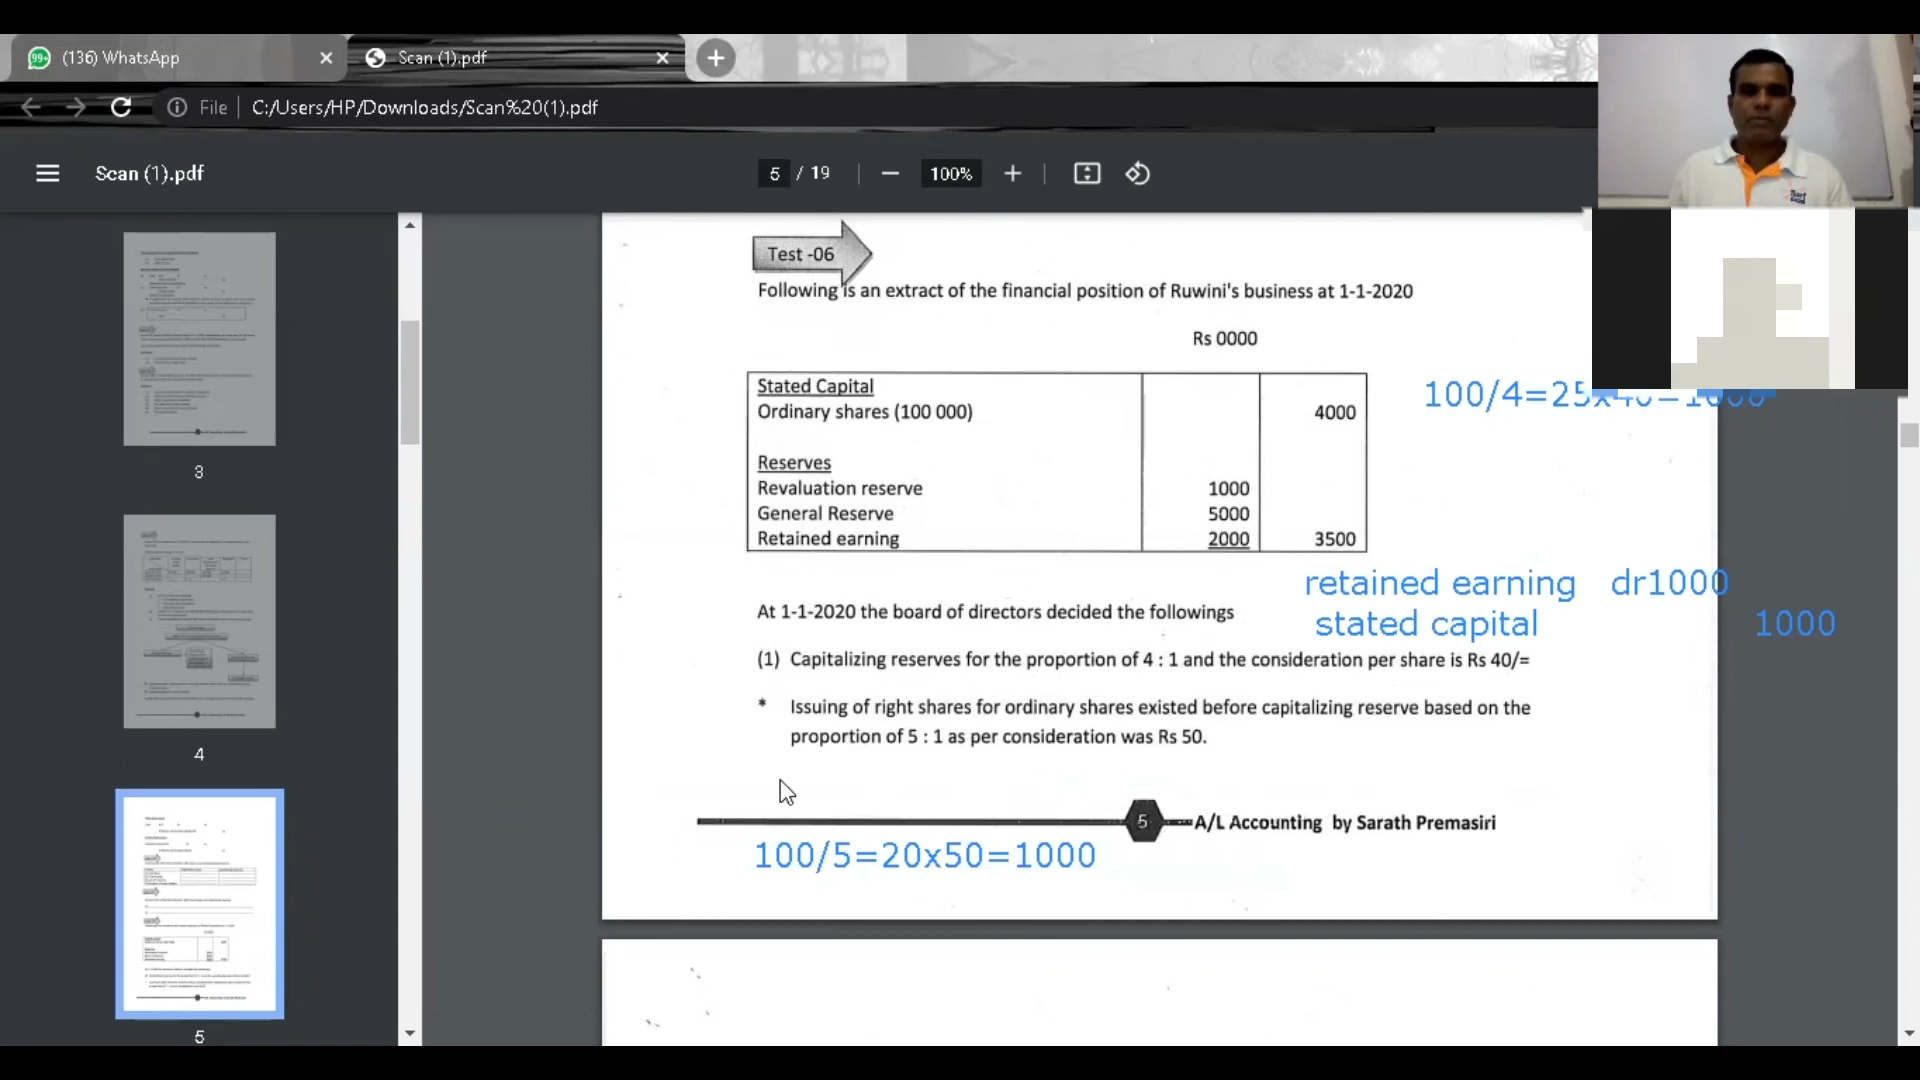 (136) WhatsApp
Scan (1).pdf
File
C:/Users/HP/Downloads/Scan%20(1).pdf
Scan (1).pdf
5 / 19
100%
Test -06
Following is an extract of the financial position of Ruwini's business at 1-1-2020
Rs 0000
Stated Capital
Ordinary shares (100 000) 4000
100/4=25x40=1000
Reserves
Revaluation reserve 1000
General Reserve 5000
Retained earning 2000 3500
retained earning dr1000
At 1-1-2020 the board of directors decided the followings
stated capital 1000
(1) Capitalizing reserves for the proportion of 4 : 1 and the consideration per share is Rs 40/=
* Issuing of right shares for ordinary shares existed before capitalizing reserve based on the
proportion of 5 : 1 as per consideration was Rs 50.
5
A/L Accounting by Sarath Premasiri
100/5=20x50=1000
3
4
5